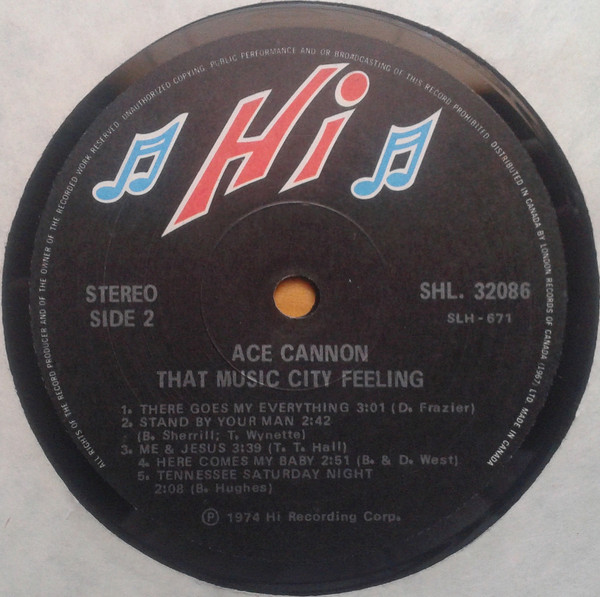 ALL RIGHTS OF THE RECORD PRODUCER AND OF THE OWNER OF THE RECORDED WORK RESERVED. UNAUTHORIZED COPYING, PUBLIC PERFORMANCE AND OR BROADCASTING OF THIS RECORD PROHIBITED. DISTRIBUTED IN CANADA BY LONDON RECORDS OF CANADA (1967) LTD. MADE IN CANADA
Hi
STEREO
SIDE 2
SHL. 32086
SLH-671
ACE CANNON
THAT MUSIC CITY FEELING
1. THERE GOES MY EVERYTHING 3:01 (D. Frazier)
2. STAND BY YOUR MAN 2:42
(B. Sherrill; T. Wynette)
3. ME & JESUS 3:39 (T. T. Hall)
4. HERE COMES MY BABY 2:51 (B. & D. West)
5. TENNESSEE SATURDAY NIGHT
2:08 (B. Hughes)
Ⓟ 1974 Hi Recording Corp.